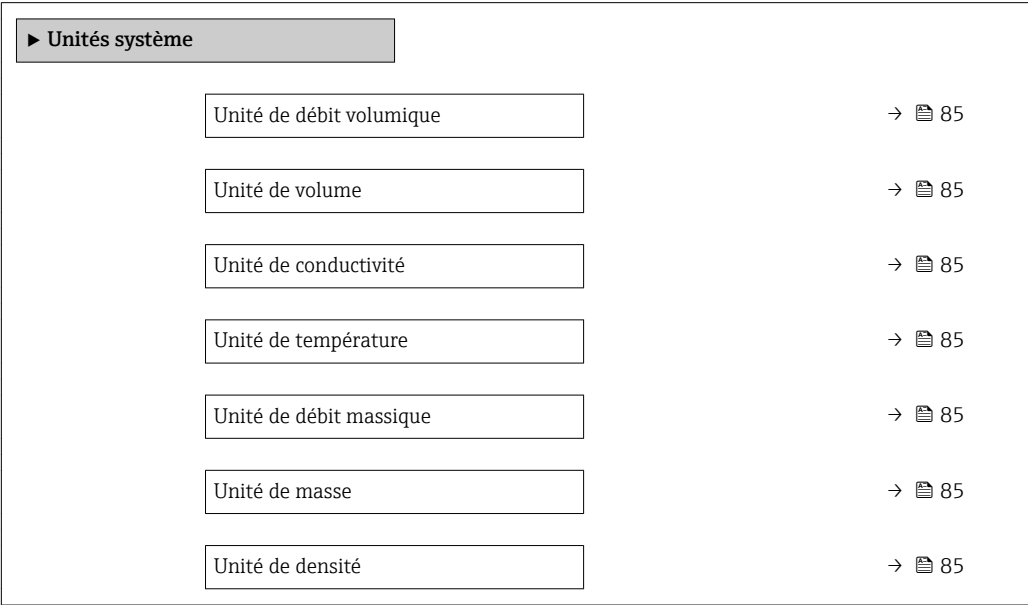 ▶ Unités système
Unité de débit volumique → 85
Unité de volume → 85
Unité de conductivité → 85
Unité de température → 85
Unité de débit massique → 85
Unité de masse → 85
Unité de densité → 85